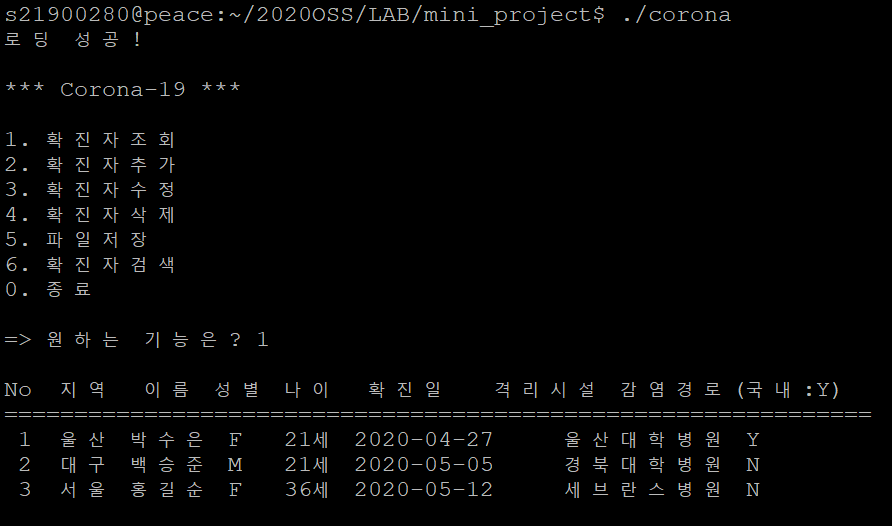 s21900280@peace:~/2020OSS/LAB/mini_project$ ./corona
로딩 성공!
*** Corona-19 ***
1. 확진자조회
2. 확진자추가
3. 확진자수정
4. 확진자삭제
5. 파일저장
6. 확진자검색
0. 종료
=> 원하는 기능은? 1
No 지역 이름 성별 나이 확진일 격리시설 감염경로(국내:Y)
==============================================================
1 울산 박수은 F 21세 2020-04-27 울산대학병원 Y
2 대구 백승준 M 21세 2020-05-05 경북대학병원 N
3 서울 홍길순 F 36세 2020-05-12 세브란스병원 N